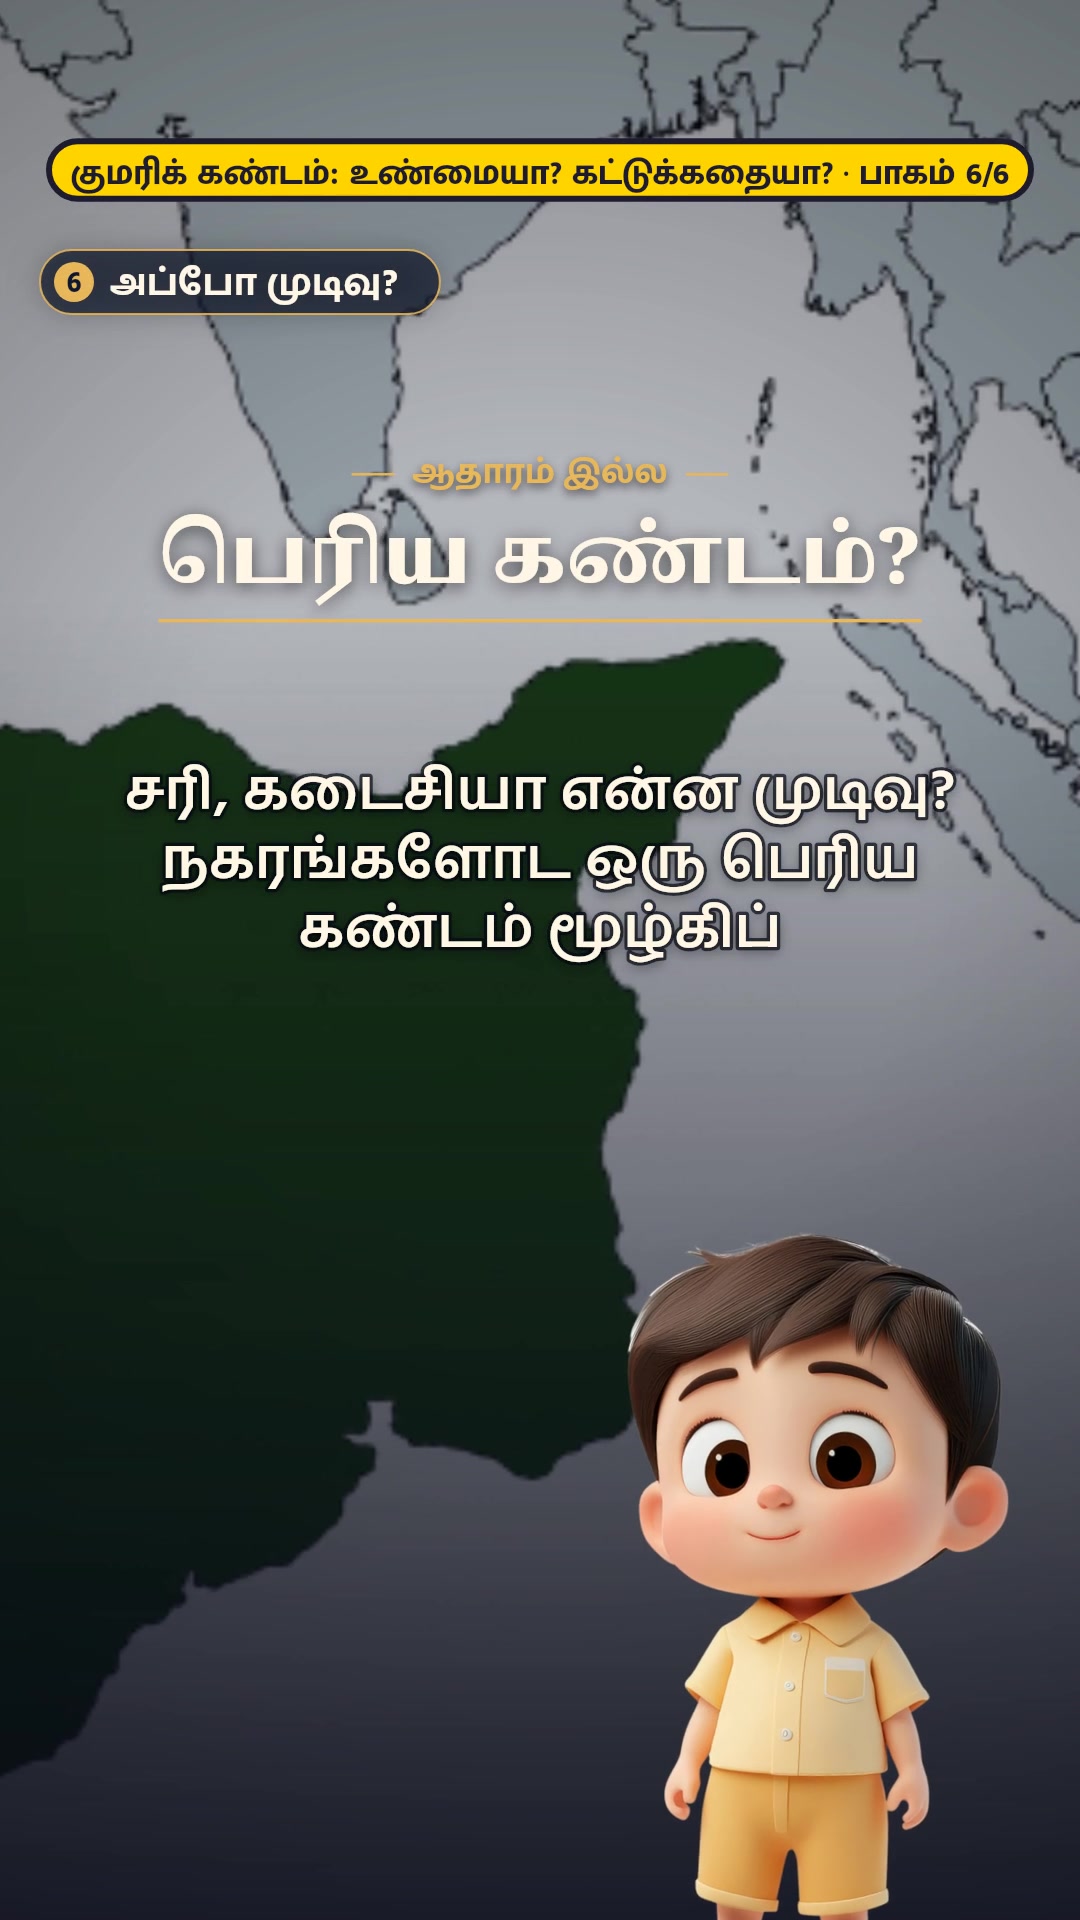 குமரிக் கண்டம்: உண்மையா? கட்டுக்கதையா? · பாகம் 6/6
6 அப்போ முடிவு?
ஆதாரம் இல்ல
பெரிய கண்டம்?
சரி, கடைசியா என்ன முடிவு?
நகரங்களோட ஒரு பெரிய
கண்டம் மூழ்கிப்